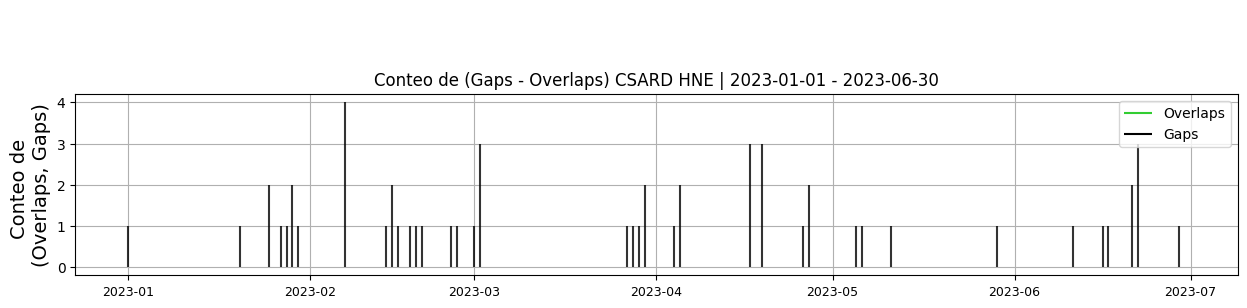 Conteo de (Gaps - Overlaps) CSARD HNE | 2023-01-01 - 2023-06-30
Conteo de
(Overlaps, Gaps)
4
3
2
1
0
Overlaps
Gaps
2023-01
2023-02
2023-03
2023-04
2023-05
2023-06
2023-07